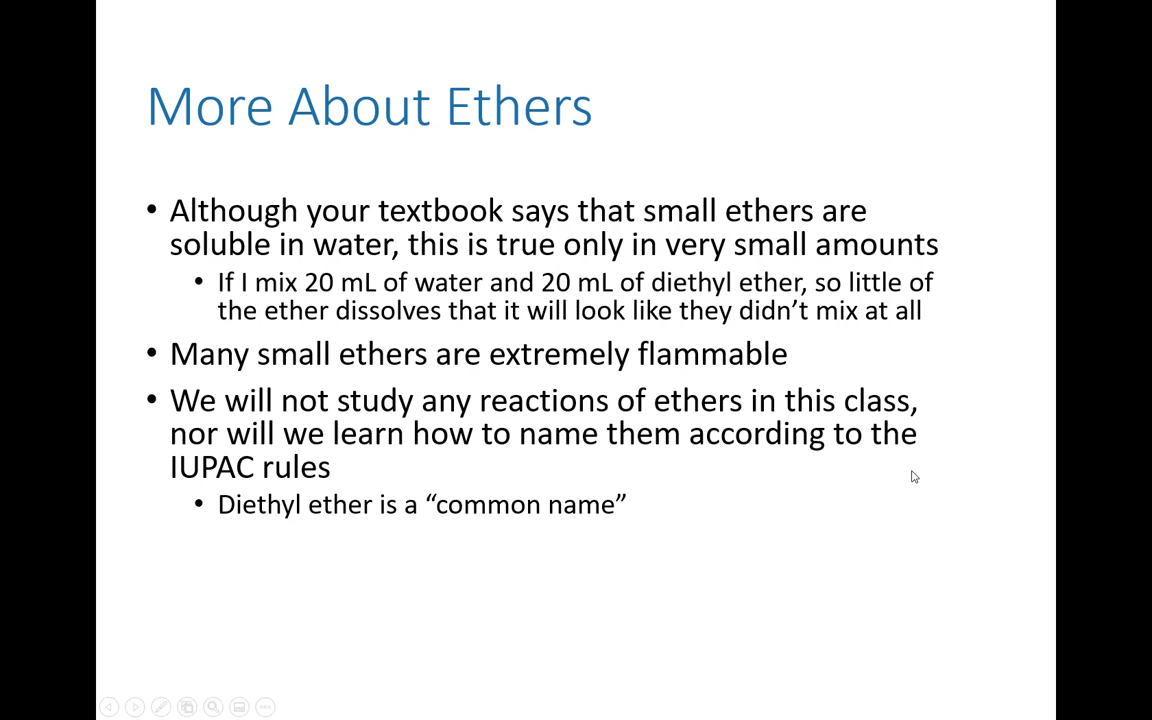 More About Ethers
• Although your textbook says that small ethers are
soluble in water, this is true only in very small amounts
• If I mix 20 mL of water and 20 mL of diethyl ether, so little of
the ether dissolves that it will look like they didn’t mix at all
• Many small ethers are extremely flammable
• We will not study any reactions of ethers in this class,
nor will we learn how to name them according to the
IUPAC rules
• Diethyl ether is a “common name”